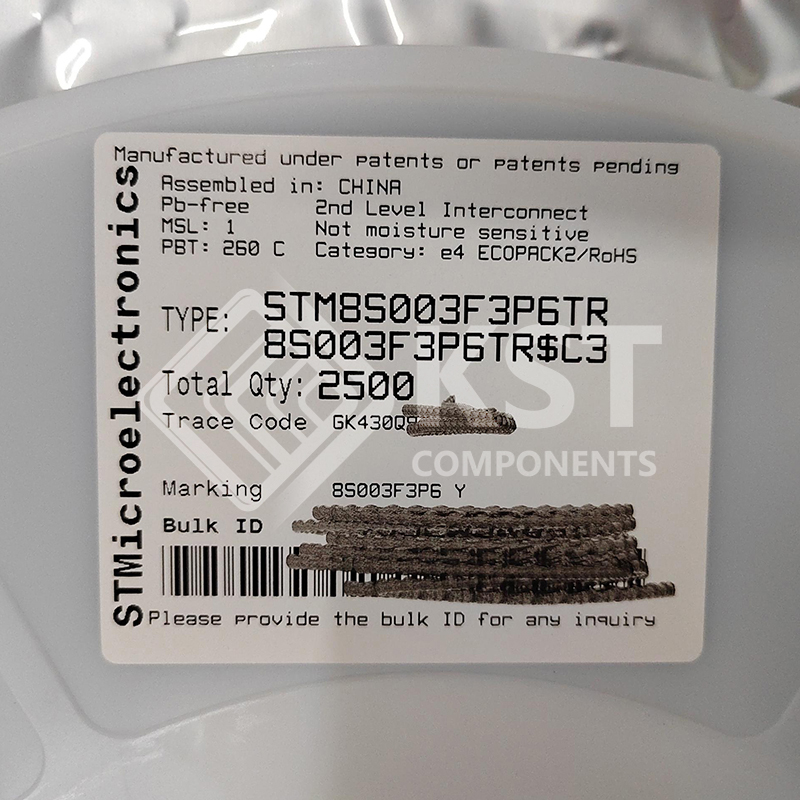 Manufactured under patents or patents pending
STMicroelectronics
Assembled in: CHINA
Pb-free 2nd Level Interconnect
MSL: 1 Not moisture sensitive
PBT: 260 C Category: e4 ECOPACK2/RoHS
TYPE: STM8S003F3P6TR
8S003F3P6TR$C3
Total Qty: 2500
Trace Code GK430Q
Marking 8S003F3P6 Y
Bulk ID
Please provide the bulk ID for any inquiry
KST
COMPONENTS